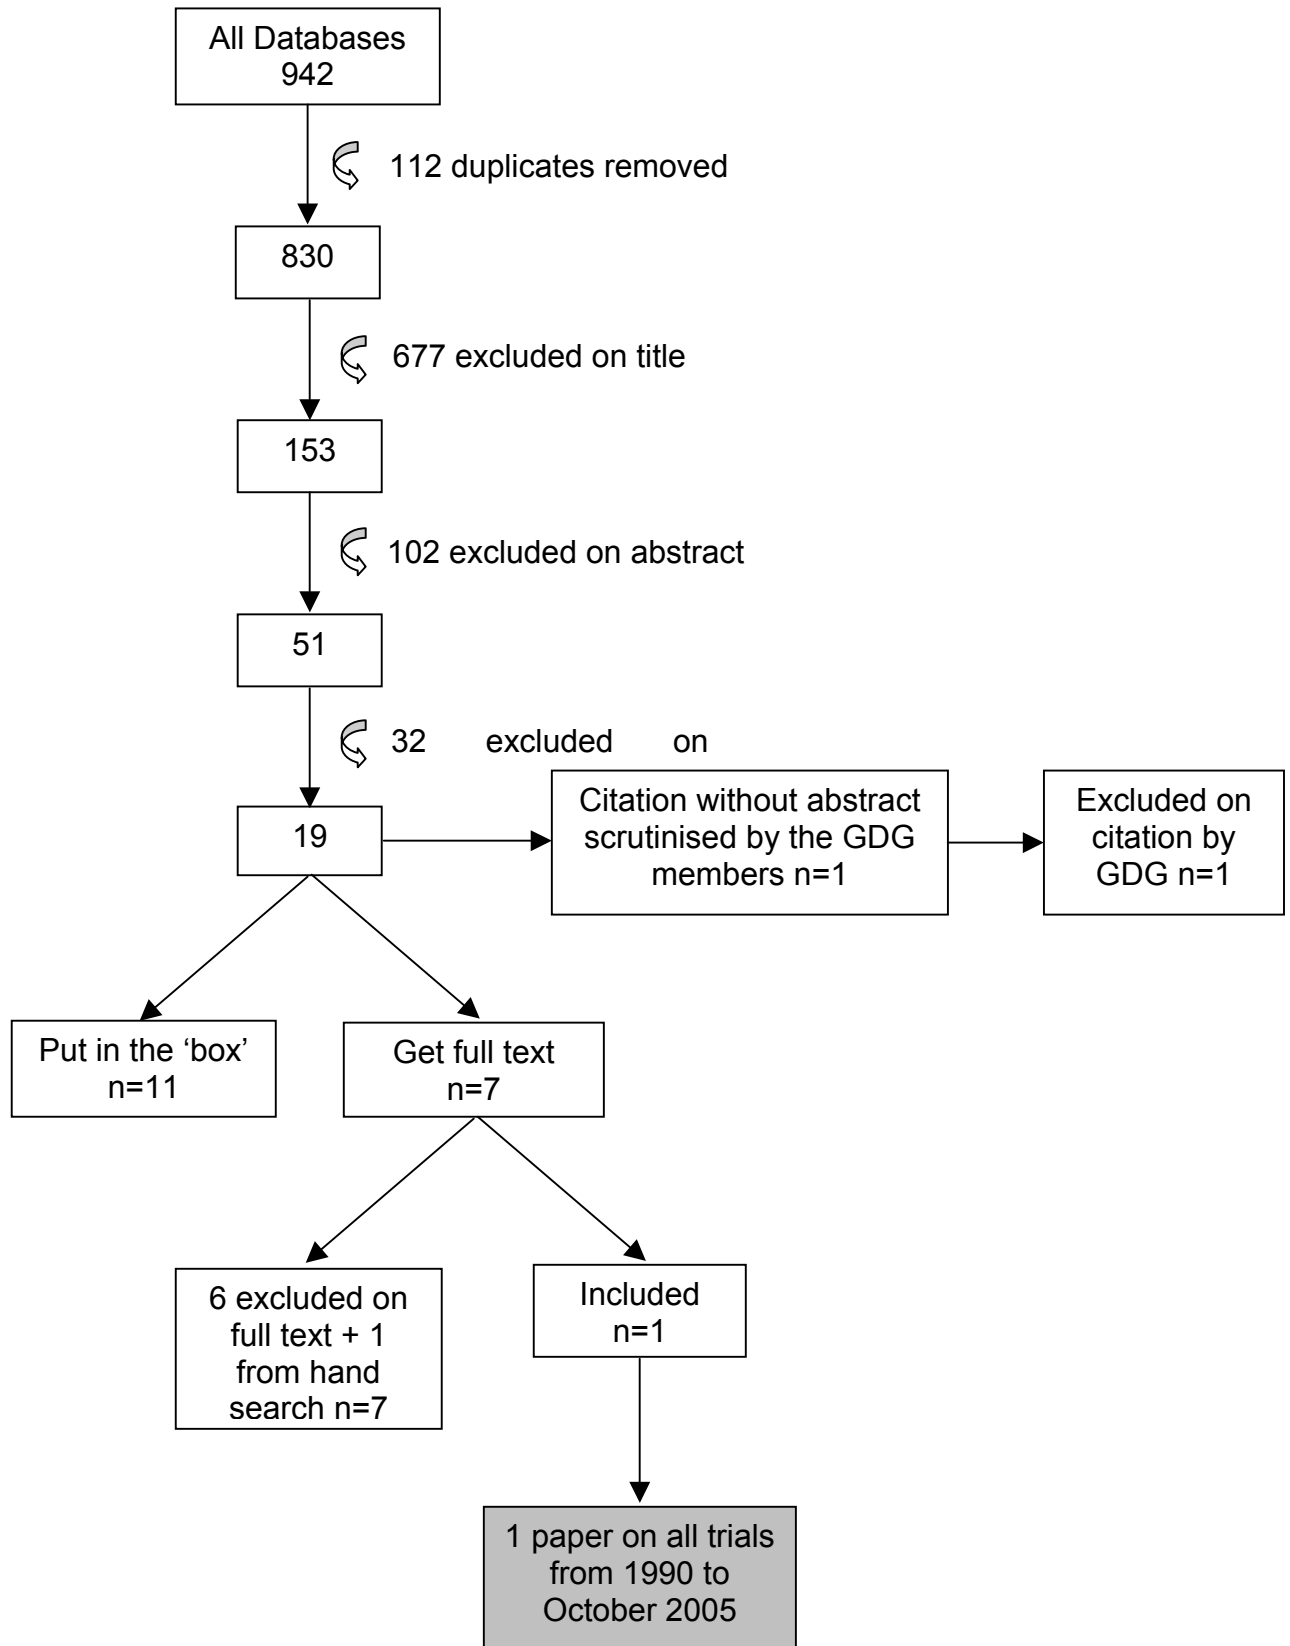 All Databases
942
112 duplicates removed
830
677 excluded on title
153
102 excluded on abstract
51
32 excluded on
19
Citation without abstract
scrutinised by the GDG
members n=1
Excluded on
citation by
GDG n=1
Put in the ‘box’
n=11
Get full text
n=7
6 excluded on
full text + 1
from hand
search n=7
Included
n=1
1 paper on all trials
from 1990 to
October 2005